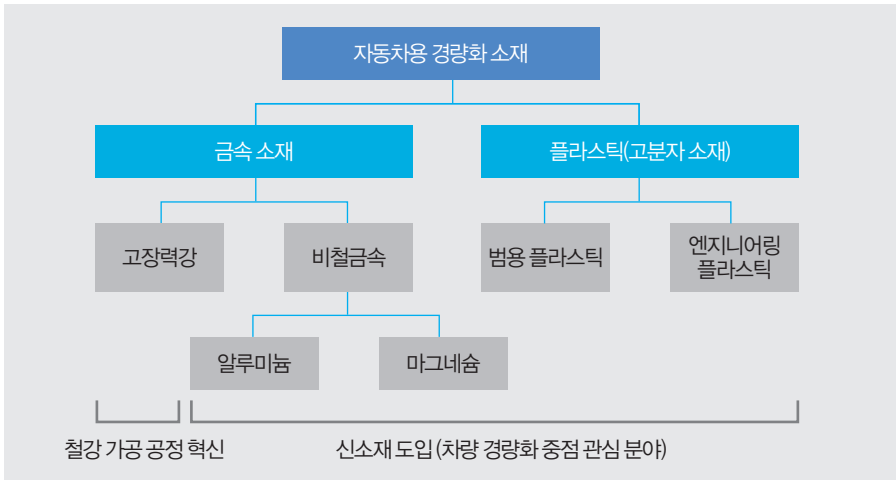 자동차용 경량화 소재
금속 소재
플라스틱(고분자 소재)
고장력강
비철금속
범용 플라스틱
엔지니어링
플라스틱
알루미늄
마그네슘
철강 가공 공정 혁신
신소재 도입 (차량 경량화 중점 관심 분야)